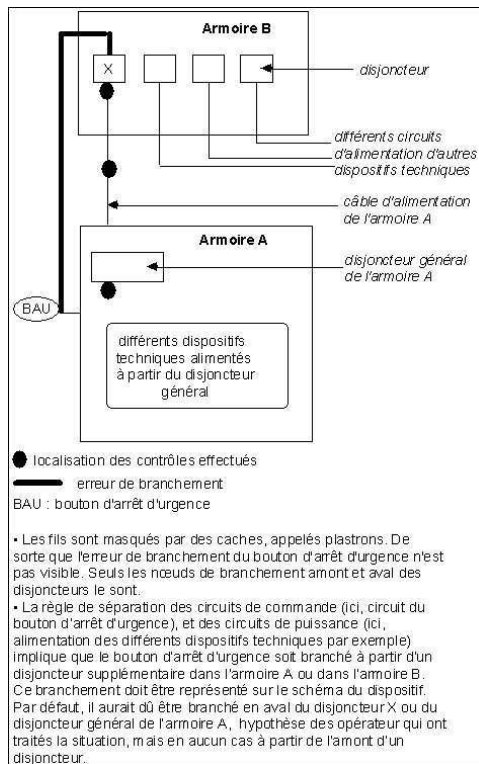 Armoire B
X
disjoncteur
différents circuits
d'alimentation d'autres
dispositifs techniques
câble d'alimentation
de l'armoire A
Armoire A
disjoncteur général
de l'armoire A
BAU
différents dispositifs
techniques alimentés
à partir du disjoncteur
général
localisation des contrôles effectués
erreur de branchement
BAU : bouton d'arrêt d'urgence
• Les fils sont masqués par des caches, appelés plastrons. De
sorte que l'erreur de branchement du bouton d'arrêt d'urgence n'est
pas visible. Seuls les nœuds de branchement amont et aval des
disjoncteurs le sont.
• La règle de séparation des circuits de commande (ici, circuit du
bouton d'arrêt d'urgence), et des circuits de puissance (ici,
alimentation des différents dispositifs techniques par exemple)
implique que le bouton d'arrêt d'urgence soit branché à partir d'un
disjoncteur supplémentaire dans l'armoire A ou dans l'armoire B.
Ce branchement doit être représenté sur le schéma du dispositif.
Par défaut, il aurait dû être branché en aval du disjoncteur X ou du
disjoncteur général de l'armoire A, hypothèse des opérateur qui ont
traités la situation, mais en aucun cas à partir de l'amont d'un
disjoncteur.